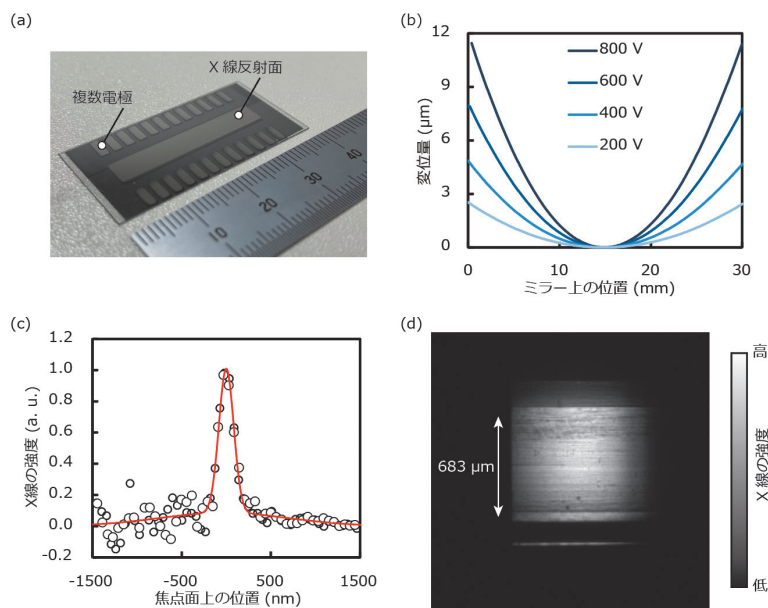 (a)
X 線反射面
複数電極
10
20
30
40
(b)
12
9
6
3
0
変位量 (μm)
800 V
600 V
400 V
200 V
0
10
20
30
ミラー上の位置 (mm)
(c)
1.2
1.0
0.8
0.6
0.4
0.2
0.0
-0.2
X線の強度 (a. u.)
-1500
-500
500
1500
焦点面上の位置 (nm)
(d)
683 μm
高
X 線の強度
低